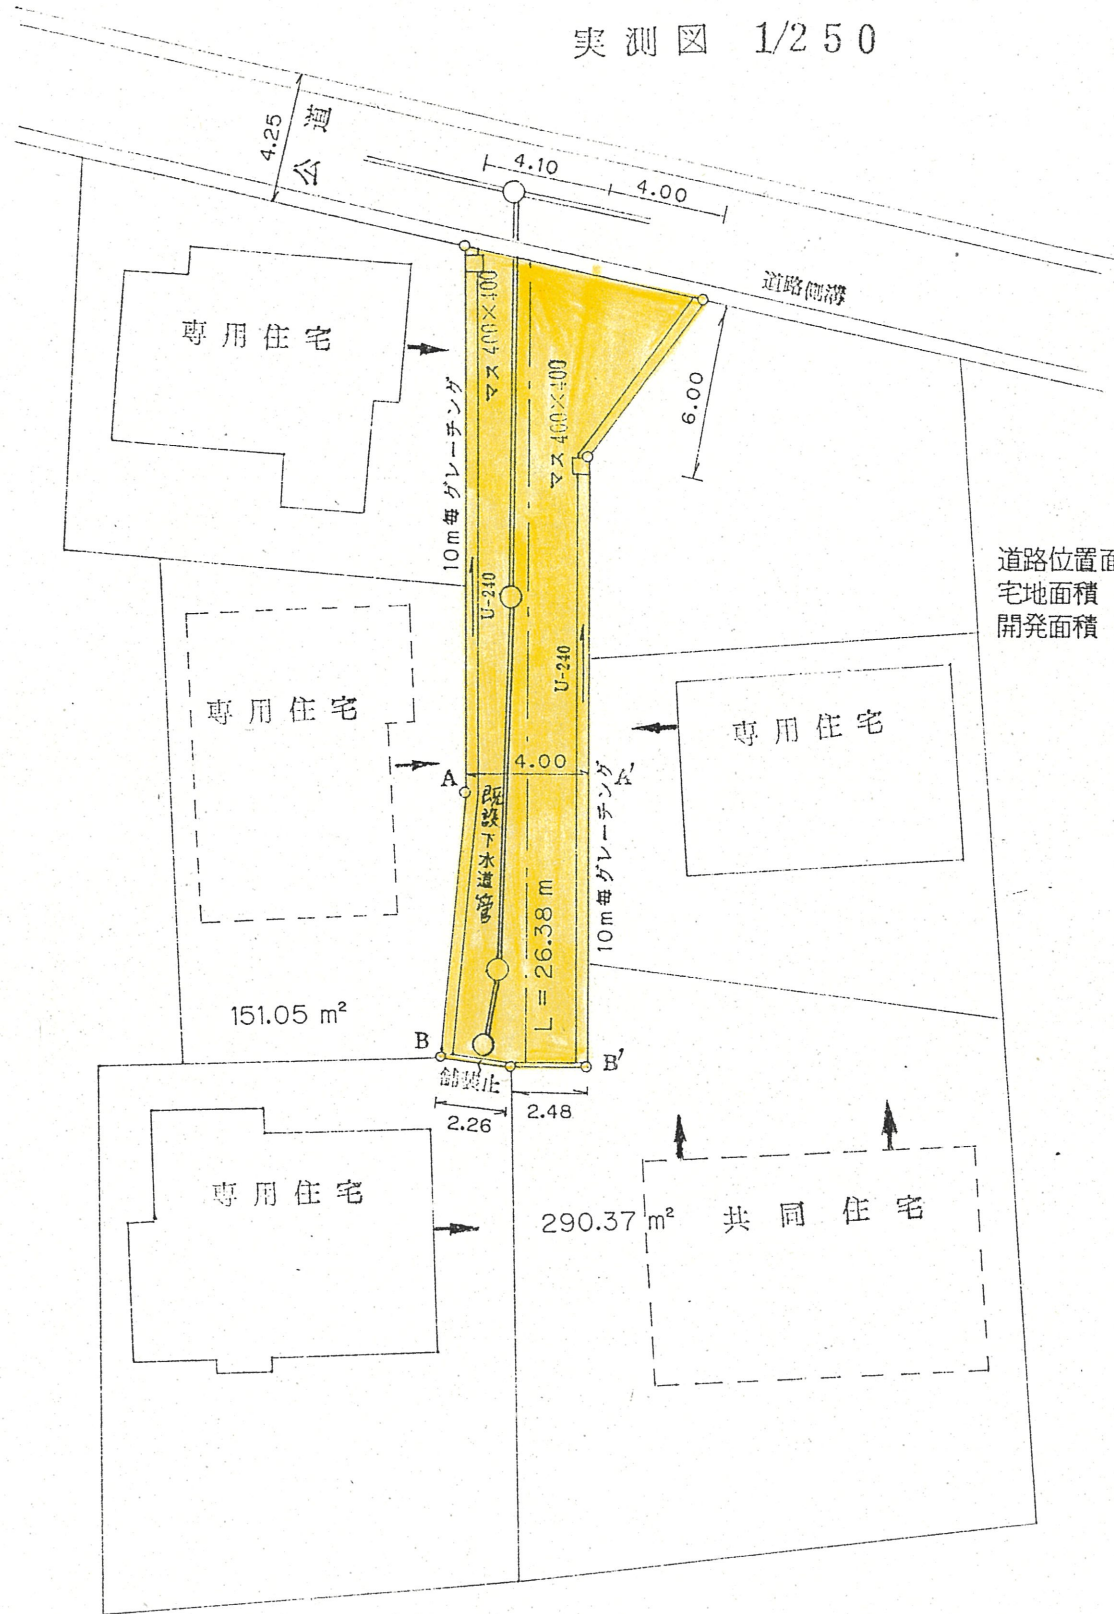 実測図 1/250
4.25
公道
4.10
4.00
道路側溝
専用住宅
マス 400×400
マス 400×400
6.00
10m毎グレーチング
U-240
U-240
道路位置面
宅地面積
開発面積
専用住宅
専用住宅
A
4.00
A'
既設下水道管
10m毎グレーチング
L = 26.38 m
151.05 m²
B
B'
舗装止
2.26
2.48
専用住宅
290.37 m²
共同住宅